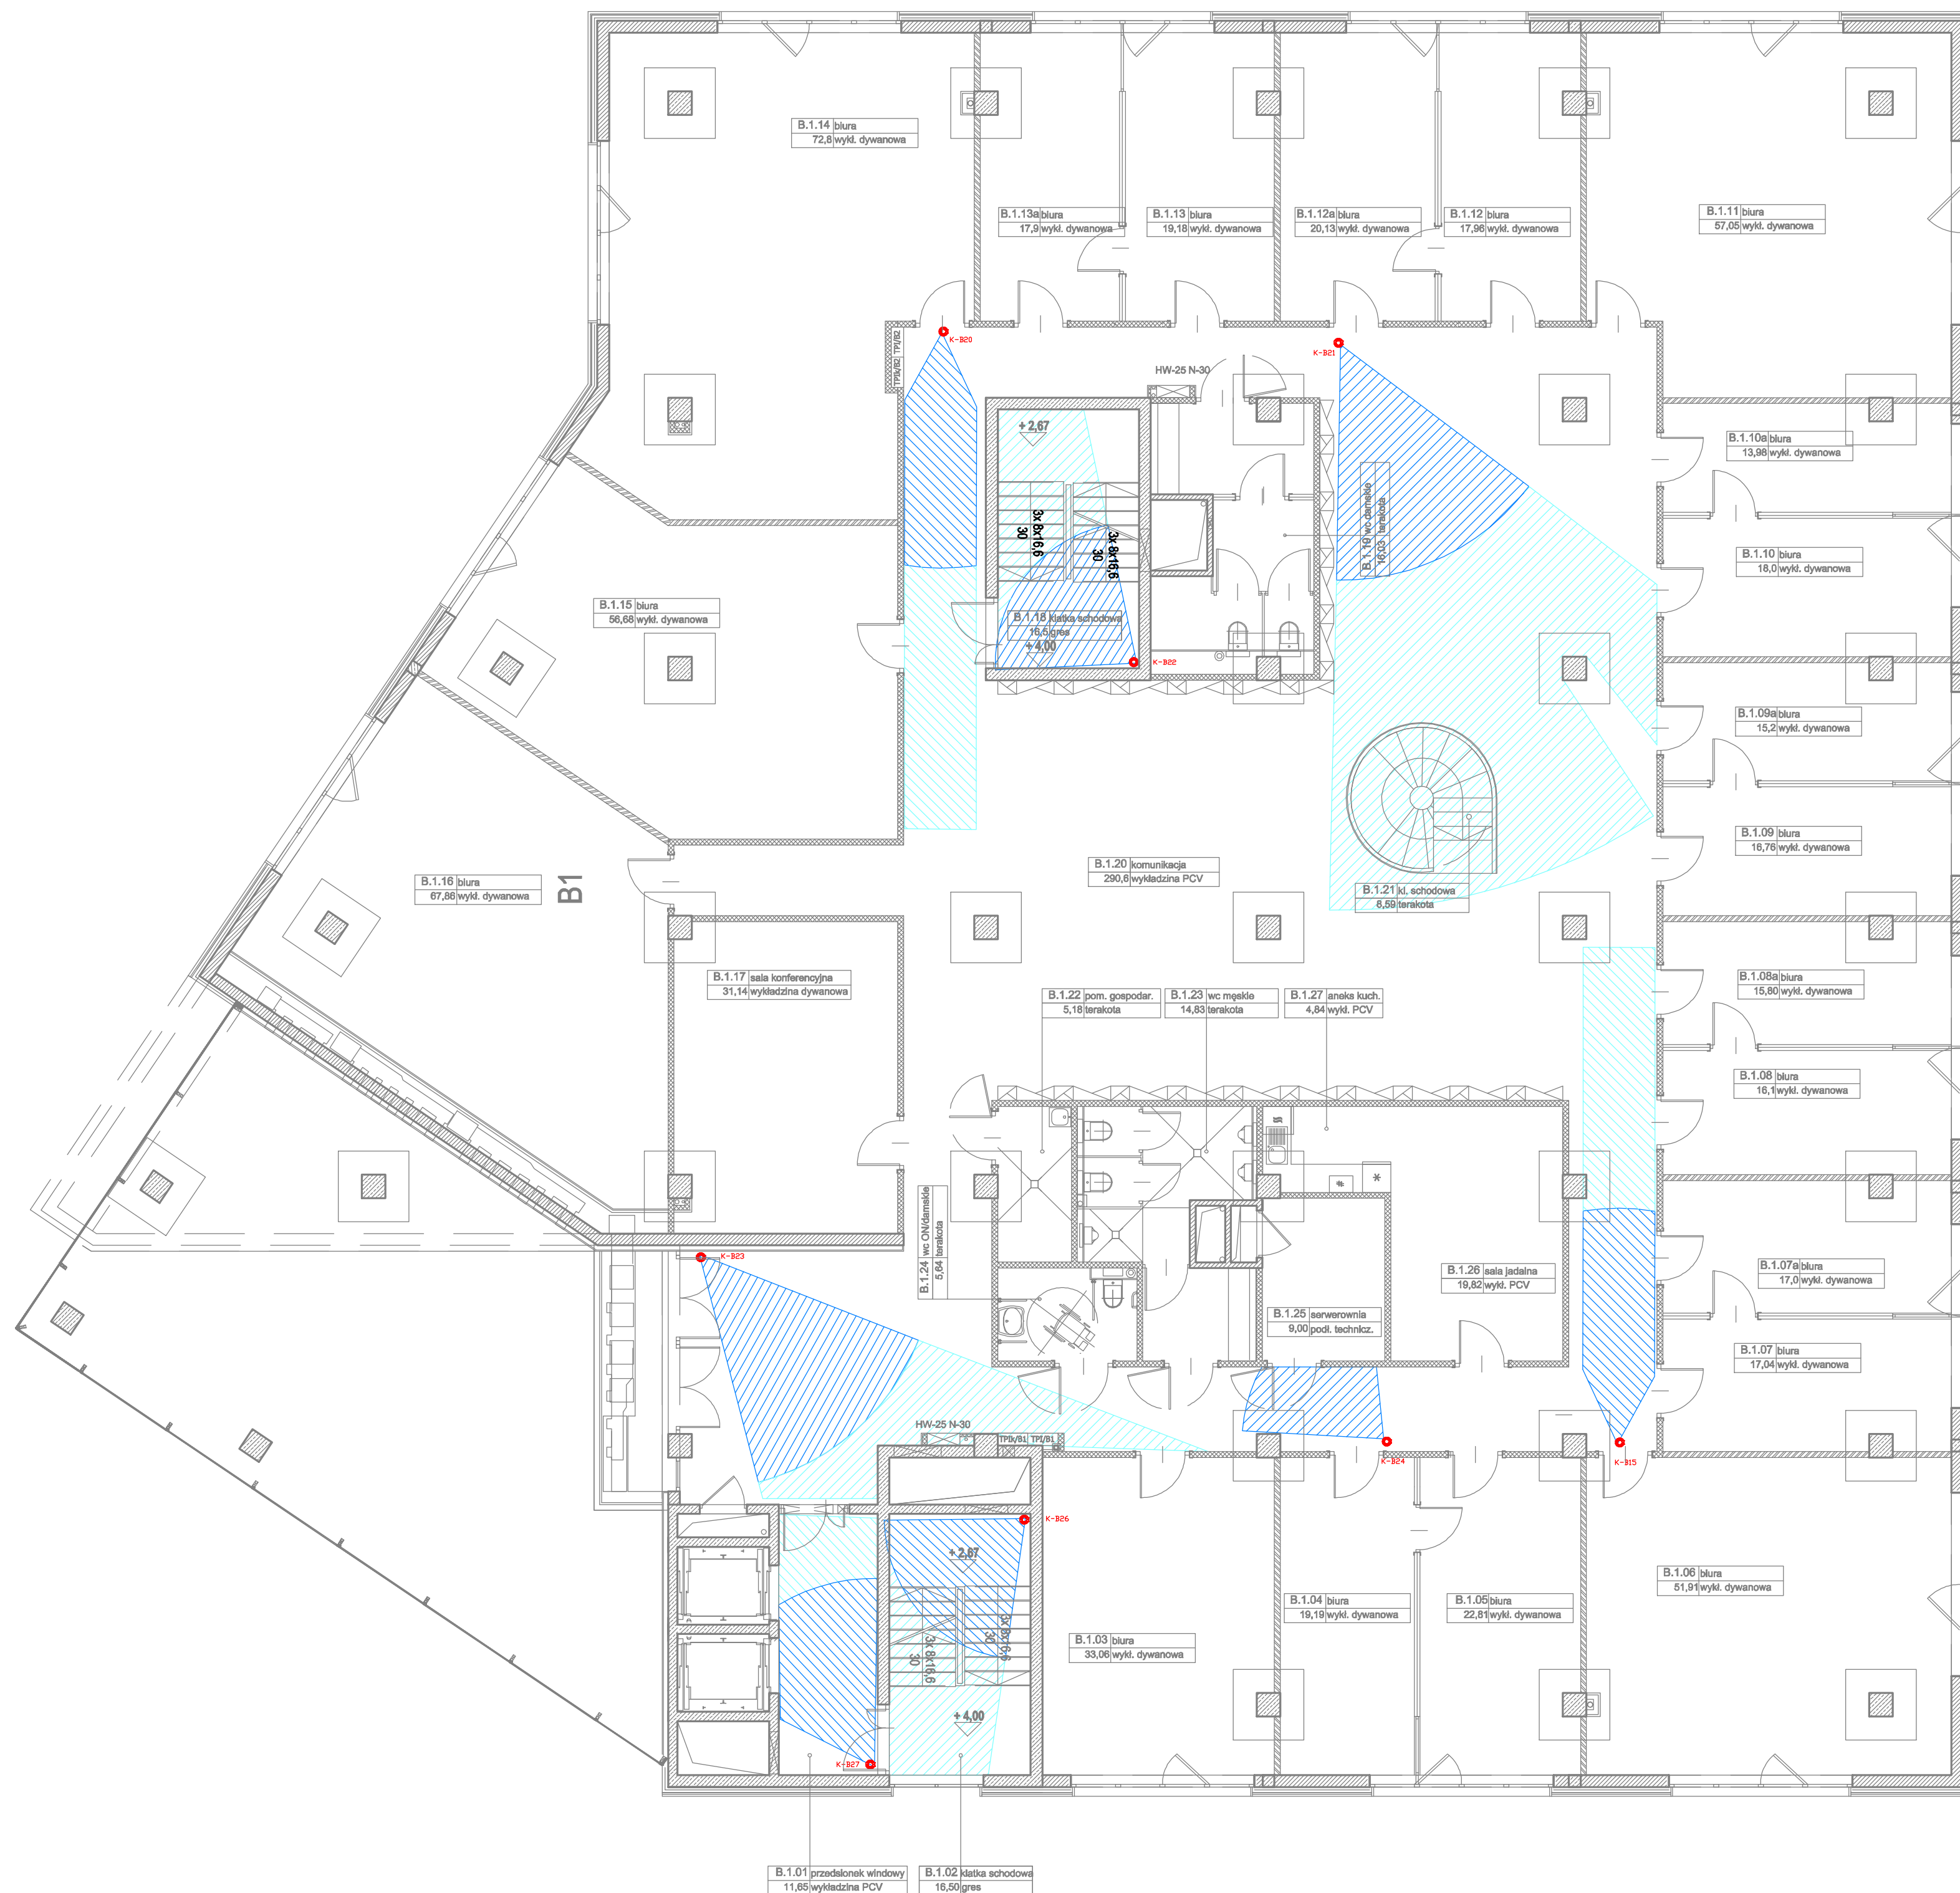 B.1.14 biura
72,8 wykł. dywanowa
B.1.13a biura
17,9 wykł. dywanowa
B.1.13 biura
19,18 wykł. dywanowa
B.1.12a biura
20,13 wykł. dywanowa
B.1.12 biura
17,96 wykł. dywanowa
B.1.11 biura
57,05 wykł. dywanowa
TPIk/B2 TPI/B2
K-B20
K-B21
HW-25 N-30
+ 2,67
3x 8x16,6
30
3x 8x16,6
30
B.1.19 wc damskie
16,03 terakota
B.1.10a biura
13,98 wykł. dywanowa
B.1.10 biura
18,0 wykł. dywanowa
B.1.15 biura
56,68 wykł. dywanowa
B.1.18 klatka schodowa
16,5 gres
+ 4,00
K-B22
B.1.09a biura
15,2 wykł. dywanowa
B.1.09 biura
16,76 wykł. dywanowa
B.1.16 biura
67,86 wykł. dywanowa
B1
B.1.20 komunikacja
290,6 wykładzina PCV
B.1.21 kl. schodowa
8,59 terakota
B.1.17 sala konferencyjna
31,14 wykładzina dywanowa
B.1.22 pom. gospodar.
5,18 terakota
B.1.23 wc męskie
14,83 terakota
B.1.27 aneks kuch.
4,84 wykł. PCV
B.1.08a biura
15,80 wykł. dywanowa
B.1.08 biura
16,1 wykł. dywanowa
#
*
B.1.24 wc ON/damskie
5,64 terakota
K-B23
B.1.26 sala jadalna
19,82 wykł. PCV
B.1.25 serwerownia
9,00 podł. technicz.
B.1.07a biura
17,0 wykł. dywanowa
B.1.07 biura
17,04 wykł. dywanowa
HW-25 N-30
TPIk/B1 TPI/B1
K-B24
K-B15
K-B26
+ 2,67
3x 8x16,6
30
3x 8x16,6
30
B.1.03 biura
33,06 wykł. dywanowa
B.1.04 biura
19,19 wykł. dywanowa
B.1.05 biura
22,81 wykł. dywanowa
B.1.06 biura
51,91 wykł. dywanowa
+ 4,00
K-B27
B.1.01 przedsionek windowy
11,65 wykładzina PCV
B.1.02 klatka schodowa
16,50 gres